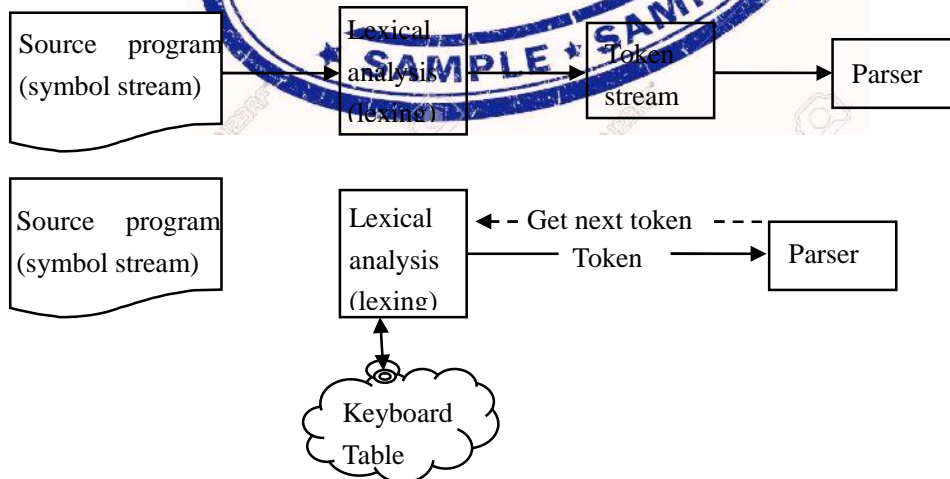 Source program
(symbol stream)
Lexical
analysis
(lexing)
Token
stream
Parser
SAMPLE * SAM
Source program
(symbol stream)
Lexical
analysis
(lexing)
Get next token
Token
Parser
Keyboard
Table